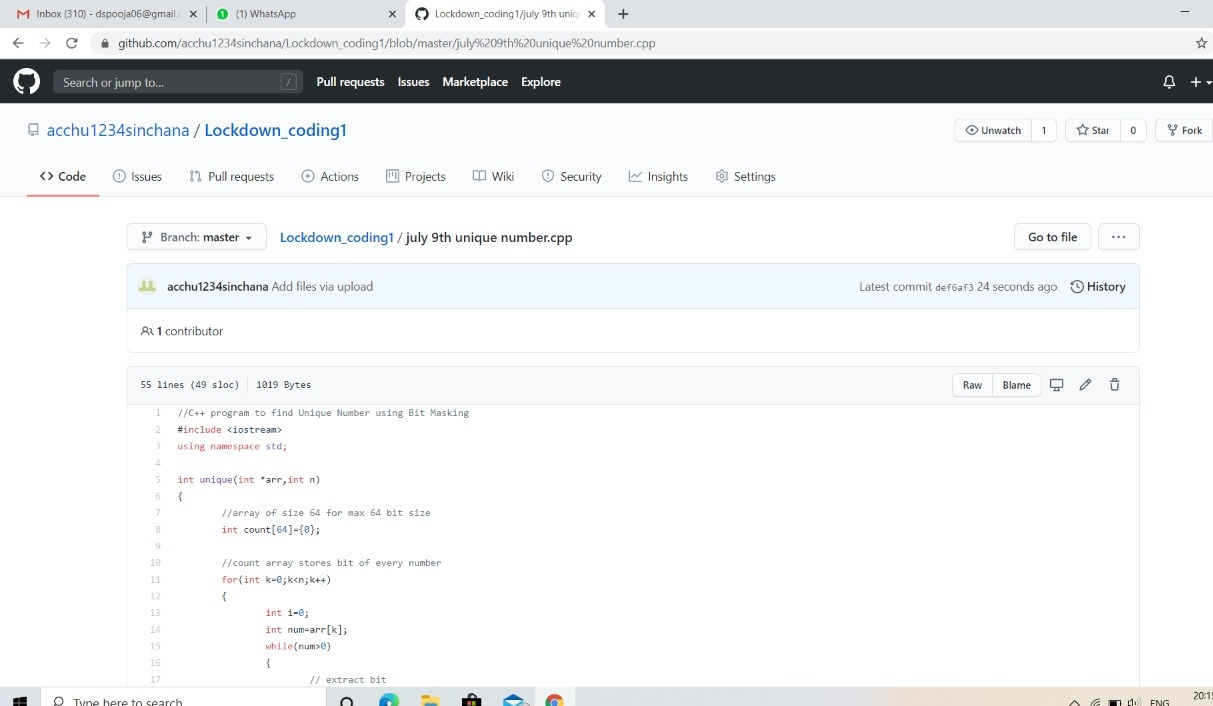 Inbox (310) - dspooja06@gmail.c
(1) WhatsApp
Lockdown_coding1/july 9th uniqu
github.com/acchu1234sinchana/Lockdown_coding1/blob/master/july%209th%20unique%20number.cpp
Search or jump to... /
Pull requests Issues Marketplace Explore
acchu1234sinchana / Lockdown_coding1
Unwatch 1 Star 0 Fork
Code Issues Pull requests Actions Projects Wiki Security Insights Settings
Branch: master Lockdown_coding1 / july 9th unique number.cpp Go to file ...
acchu1234sinchana Add files via upload Latest commit def6af3 24 seconds ago History
1 contributor
55 lines (49 sloc) 1019 Bytes Raw Blame
1 //C++ program to find Unique Number using Bit Masking
2 #include <iostream>
3 using namespace std;
4
5 int unique(int *arr,int n)
6 {
7 //array of size 64 for max 64 bit size
8 int count[64]={0};
9
10 //count array stores bit of every number
11 for(int k=0;k<n;k++)
12 {
13 int i=0;
14 int num=arr[k];
15 while(num>0)
16 {
17 // extract bit
Type here to search
ENG